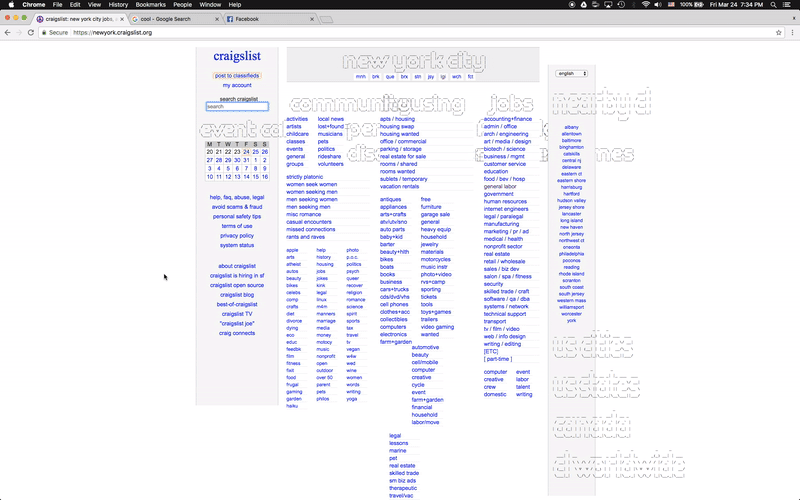 Chrome File Edit View History Bookmarks People Window Help
100% Fri Mar 24 7:34 PM
craigslist: new york city jobs,
cool - Google Search
Facebook
Secure https://newyork.craigslist.org
craigslist
post to classifieds
my account
search craigslist
search
event ca
M T W T F S S
20 21 22 23 24 25 26
27 28 29 30 31 1 2
3 4 5 6 7 8 9
10 11 12 13 14 15 16
help, faq, abuse, legal
avoid scams & fraud
personal safety tips
terms of use
privacy policy
system status
about craigslist
craigslist is hiring in sf
craigslist open source
craigslist blog
best-of-craigslist
craigslist TV
"craigslist joe"
craig connects
new york city
mnh brk que brx stn jsy lgi wch fct
community
activities local news
artists lost+found
childcare musicians
classes pets
events politics
general rideshare
groups volunteers
strictly platonic
women seek women
women seeking men
men seeking women
men seeking men
misc romance
casual encounters
missed connections
rants and raves
apple help photo
arts history p.o.c.
atheist housing politics
autos jobs psych
beauty jokes queer
bikes kink recover
celebs legal religion
comp linux romance
crafts m4m science
diet manners spirit
divorce marriage sports
dying media tax
eco money travel
educ motocy tv
feedbk music vegan
film nonprofit w4w
fitness open wed
fixit outdoor wine
food over 50 women
frugal parent words
gaming pets writing
garden philos yoga
haiku
housing
apts / housing
housing swap
housing wanted
office / commercial
parking / storage
real estate for sale
rooms / shared
rooms wanted
sublets / temporary
vacation rentals
antiques free
appliances furniture
arts+crafts garage sale
atv/utv/sno general
auto parts heavy equip
baby+kid household
barter jewelry
beauty+hlth materials
bikes motorcycles
boats music instr
books photo+video
business rvs+camp
cars+trucks sporting
cds/dvd/vhs tickets
cell phones tools
clothes+acc toys+games
collectibles trailers
computers video gaming
electronics wanted
farm+garden
automotive
beauty
cell/mobile
computer
creative
cycle
event
farm+garden
financial
household
labor/move
legal
lessons
marine
pet
real estate
skilled trade
sm biz ads
therapeutic
travel/vac
jobs
accounting+finance
admin / office
arch / engineering
art / media / design
biotech / science
business / mgmt
customer service
education
food / bev / hosp
general labor
government
human resources
internet engineers
legal / paralegal
manufacturing
marketing / pr / ad
medical / health
nonprofit sector
real estate
retail / wholesale
sales / biz dev
salon / spa / fitness
security
skilled trade / craft
software / qa / dba
systems / network
technical support
transport
tv / film / video
web / info design
writing / editing
[ETC]
[ part-time ]
computer event
creative labor
crew talent
domestic writing
english
albany
allentown
baltimore
binghamton
catskills
central nj
delaware
eastern ct
eastern shore
harrisburg
hartford
hudson valley
jersey shore
lancaster
long island
new haven
north jersey
northwest ct
oneonta
philadelphia
poconos
reading
rhode island
scranton
south coast
south jersey
western mass
williamsport
worcester
york